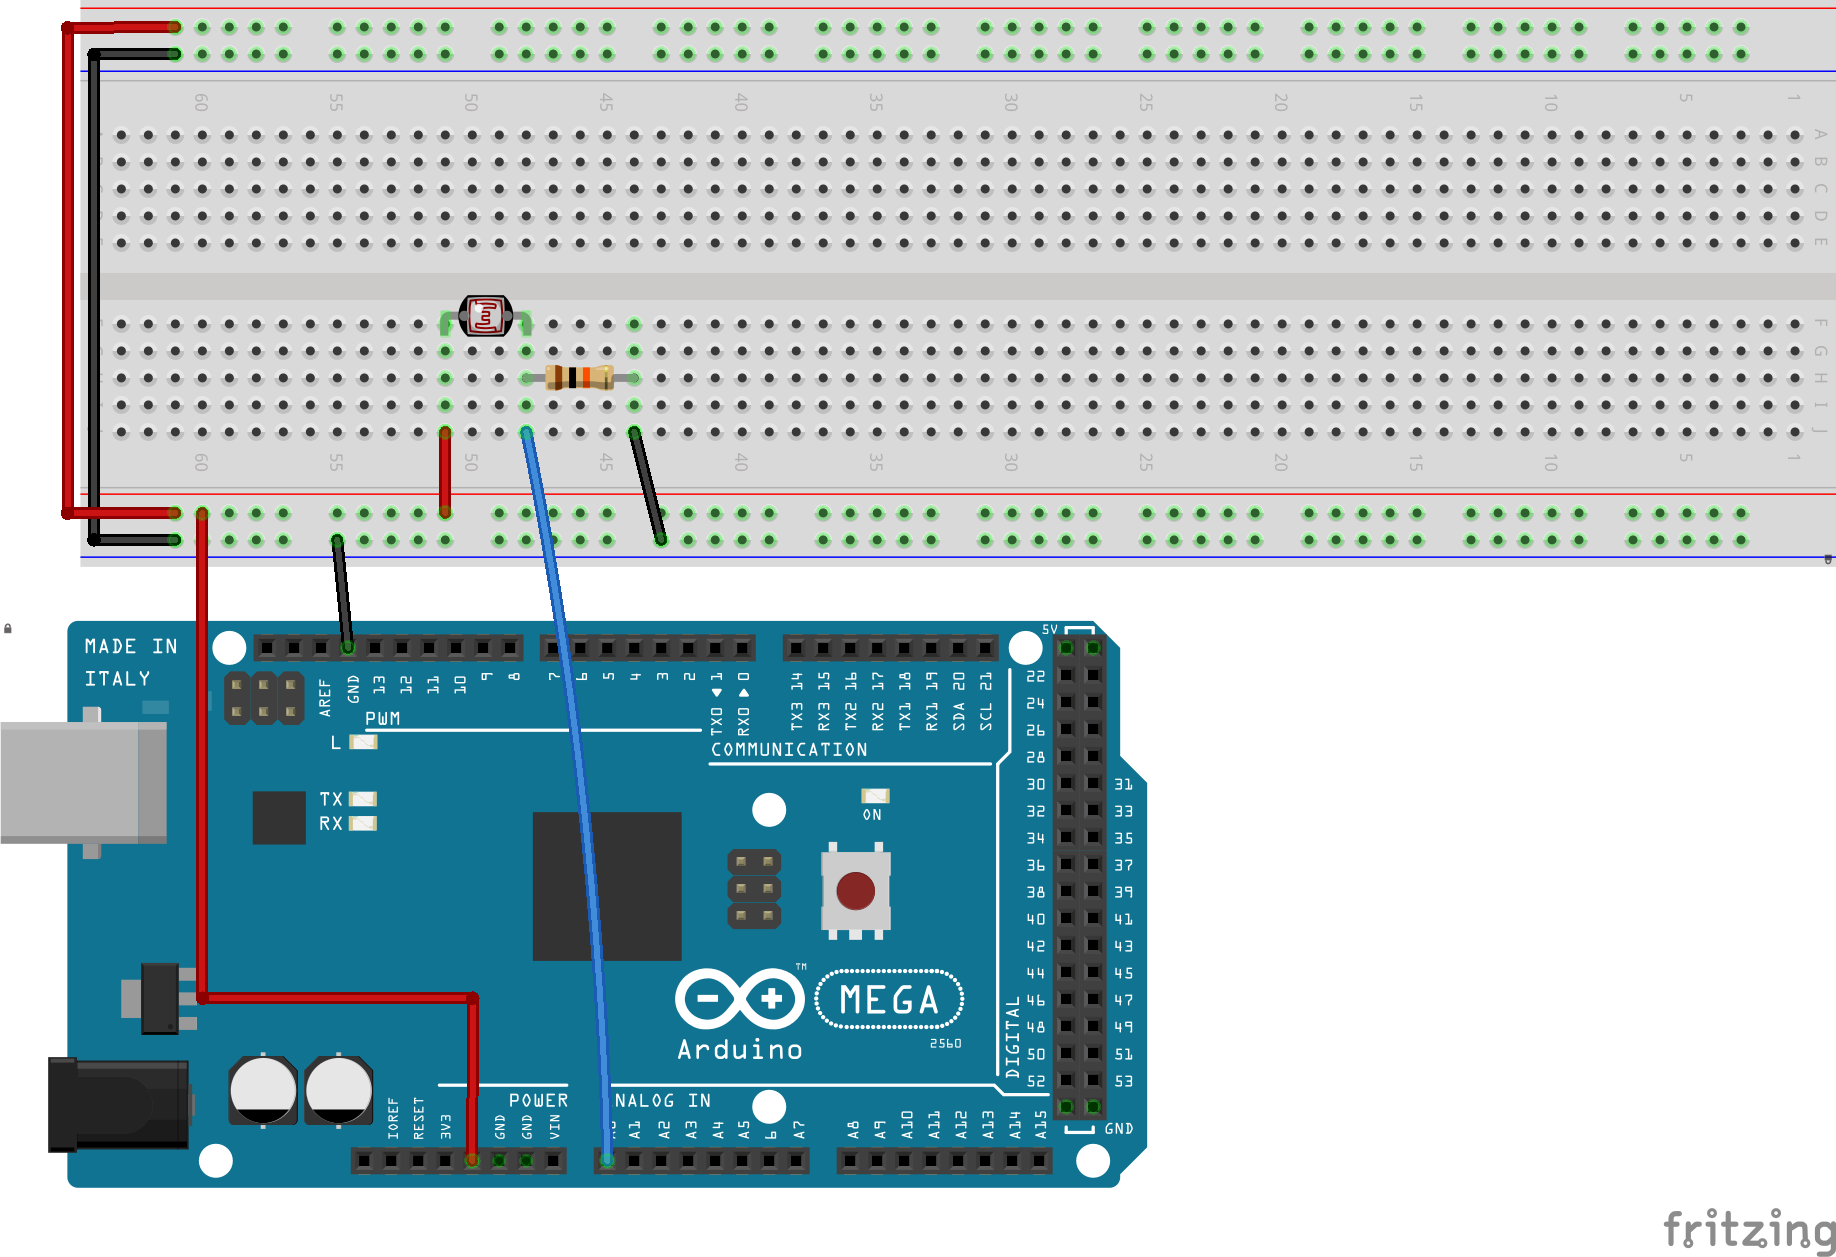 60 55 50 45 40 35 30 25 20 15 10 5 1
A
B
C
D
E
F
G
H
I
J
60 55 50 45 40 35 30 25 20 15 10 5 1
MADE IN
ITALY
AREF GND 13 12 11 10 9 8 7 6 5 4 3 2 TX0 1 RX0 0 TX3 14 RX3 15 TX2 16 RX2 17 TX1 18 RX1 19 SDA 20 SCL 21
5V
PWM
L
COMMUNICATION
TX
RX
ON
22
24
26
28
30 31
32 33
34 35
36 37
38 39
40 41
42 43
44 45
46 47
48 49
50 51
52 53
GND
DIGITAL
TM
MEGA
2560
Arduino
POWER
NALOG IN
IOREF RESET 3V3 GND GND VIN A1 A2 A3 A4 A5 6 A7 A8 A9 A10 A11 A12 A13 A14 A15
fritzing